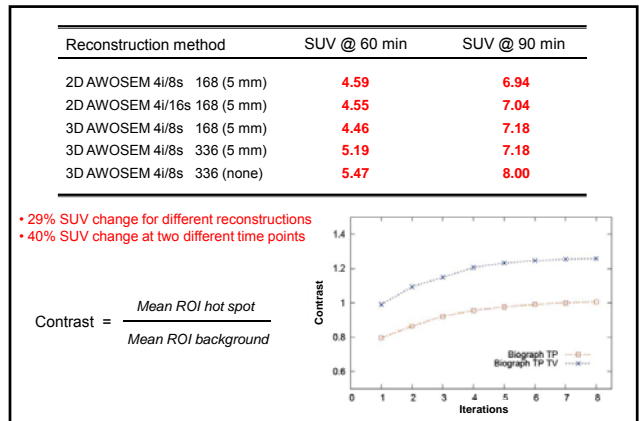 Reconstruction method SUV @ 60 min SUV @ 90 min
2D AWOSEM 4i/8s 168 (5 mm) 4.59 6.94
2D AWOSEM 4i/16s 168 (5 mm) 4.55 7.04
3D AWOSEM 4i/8s 168 (5 mm) 4.46 7.18
3D AWOSEM 4i/8s 336 (5 mm) 5.19 7.18
3D AWOSEM 4i/8s 336 (none) 5.47 8.00
• 29% SUV change for different reconstructions
• 40% SUV change at two different time points
Contrast = Mean ROI hot spot
Mean ROI background
Contrast
1.4
1.2
1
0.8
0.6
Biograph TP
Biograph TP TV
0 1 2 3 4 5 6 7 8
Iterations